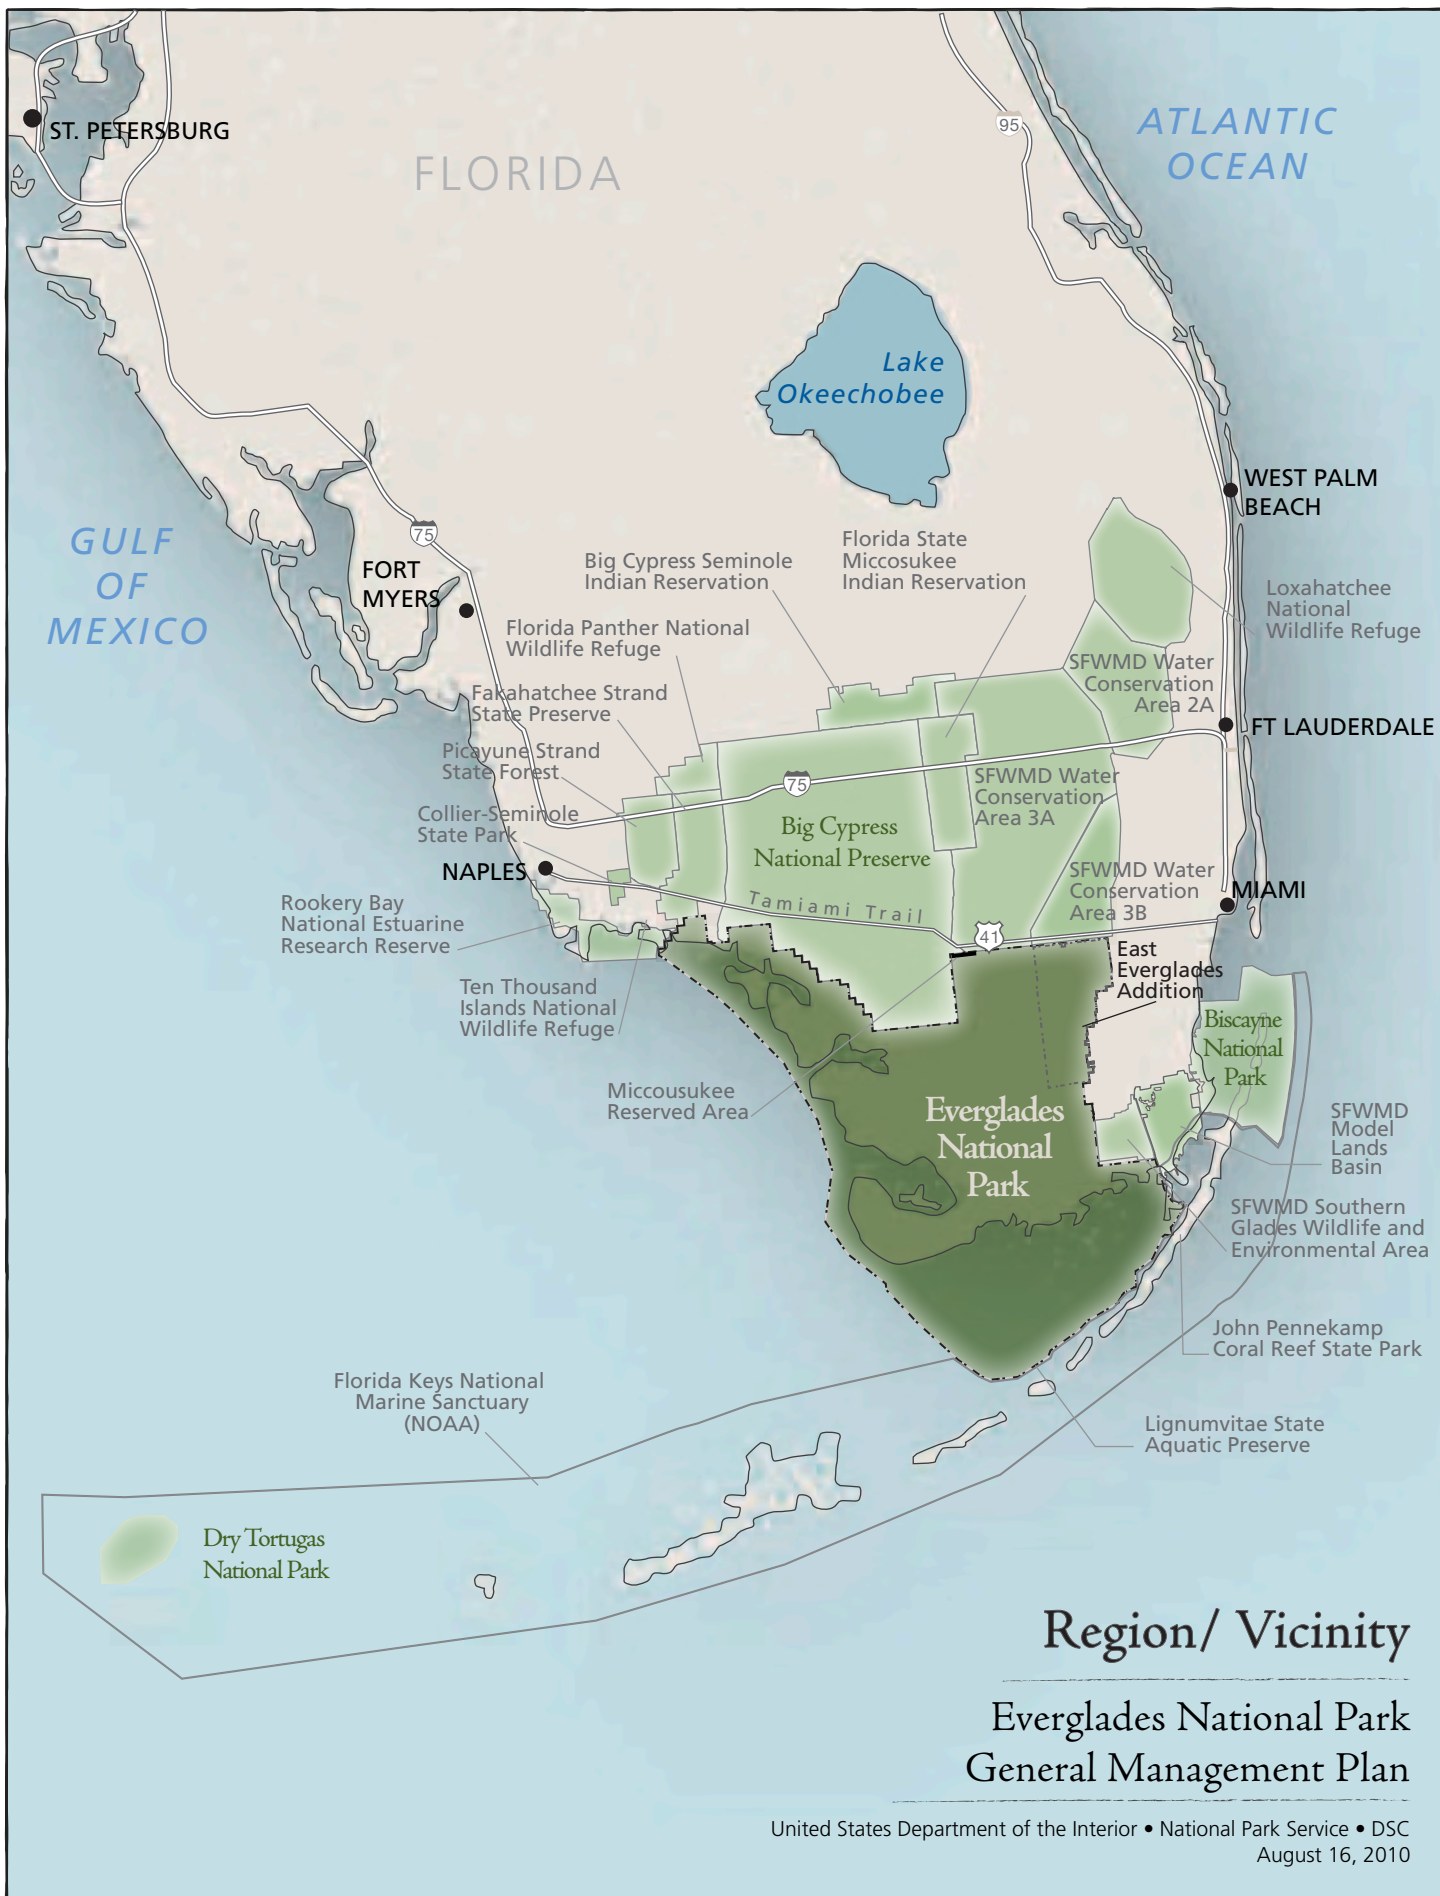 ST. PETERSBURG
FLORIDA
95
ATLANTIC
OCEAN
Lake
Okeechobee
GULF
OF
MEXICO
75
FORT
MYERS
WEST PALM
BEACH
Big Cypress Seminole
Indian Reservation
Florida State
Miccosukee
Indian Reservation
Loxahatchee
National
Wildlife Refuge
Florida Panther National
Wildlife Refuge
Fakahatchee Strand
State Preserve
Picayune Strand
State Forest
Collier-Seminole
State Park
SFWMD Water
Conservation
Area 2A
FT LAUDERDALE
75
SFWMD Water
Conservation
Area 3A
Big Cypress
National Preserve
NAPLES
SFWMD Water
Conservation
Area 3B
MIAMI
Tamiami Trail
41
Rookery Bay
National Estuarine
Research Reserve
East
Everglades
Addition
Ten Thousand
Islands National
Wildlife Refuge
Biscayne
National
Park
Miccousukee
Reserved Area
Everglades
National
Park
SFWMD
Model
Lands
Basin
SFWMD Southern
Glades Wildlife and
Environmental Area
John Pennekamp
Coral Reef State Park
Florida Keys National
Marine Sanctuary
(NOAA)
Lignumvitae State
Aquatic Preserve
Dry Tortugas
National Park
Region/ Vicinity
Everglades National Park
General Management Plan
United States Department of the Interior • National Park Service • DSC
August 16, 2010